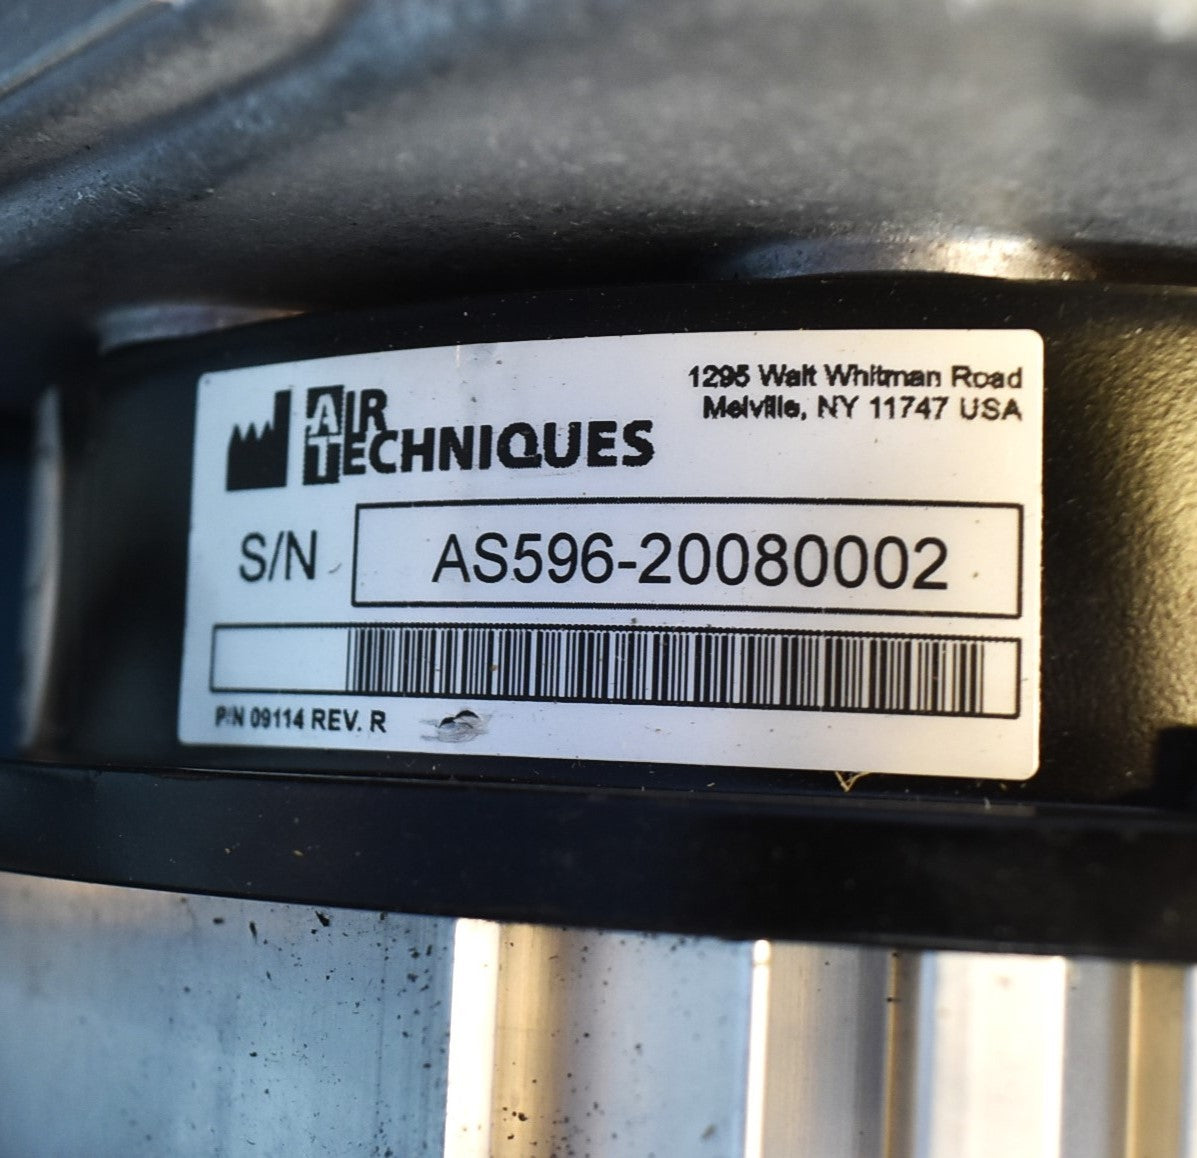 AIR
TECHNIQUES
1295 Walt Whitman Road
Melville, NY 11747 USA
S/N AS596-20080002
P/N 09114 REV. R